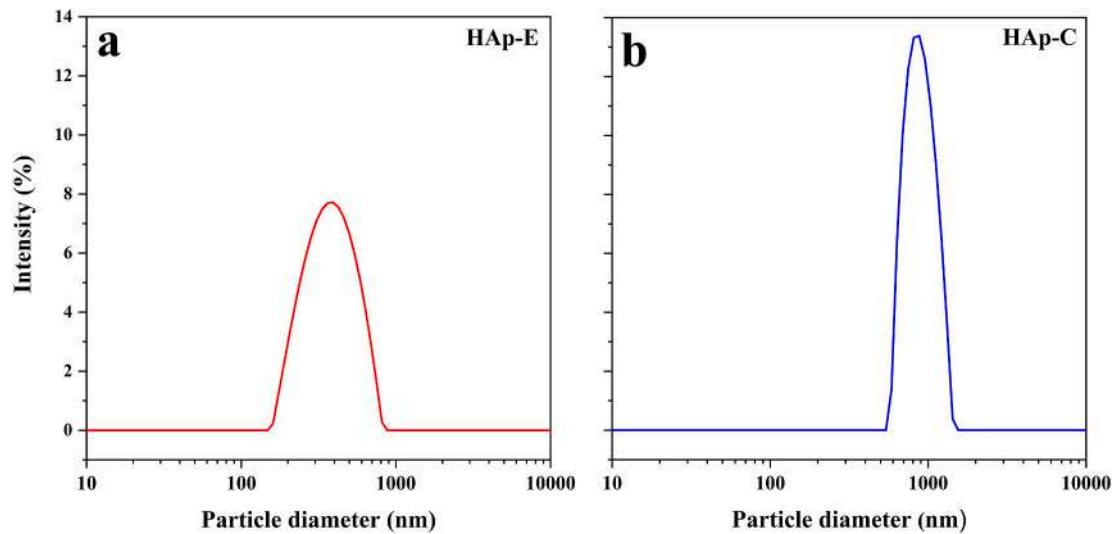 a
HAp-E
14
12
10
8
6
4
2
0
Intensity (%)
10 100 1000 10000
Particle diameter (nm)
b
HAp-C
10 100 1000 10000
Particle diameter (nm)